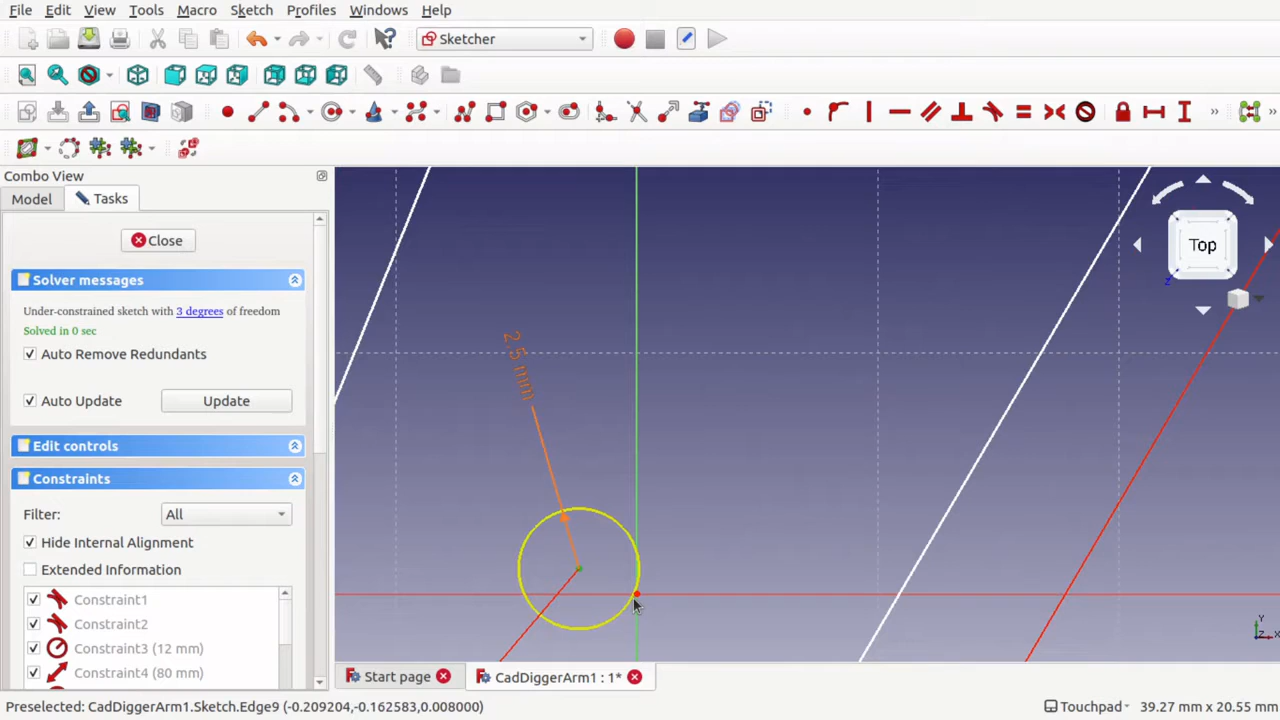 File Edit View Tools Macro Sketch Profiles Windows Help
Sketcher
Combo View
Model Tasks
Close
Solver messages
Under-constrained sketch with 3 degrees of freedom
Solved in 0 sec
Auto Remove Redundants
Auto Update Update
Edit controls
Constraints
Filter: All
Hide Internal Alignment
Extended Information
Constraint1
Constraint2
Constraint3 (12 mm)
Constraint4 (80 mm)
2.5 mm
Top
Z
Y
Z X
Start page CadDiggerArm1 : 1*
Preselected: CadDiggerArm1.Sketch.Edge9 (-0.209204,-0.162583,0.008000) Touchpad 39.27 mm x 20.55 mm